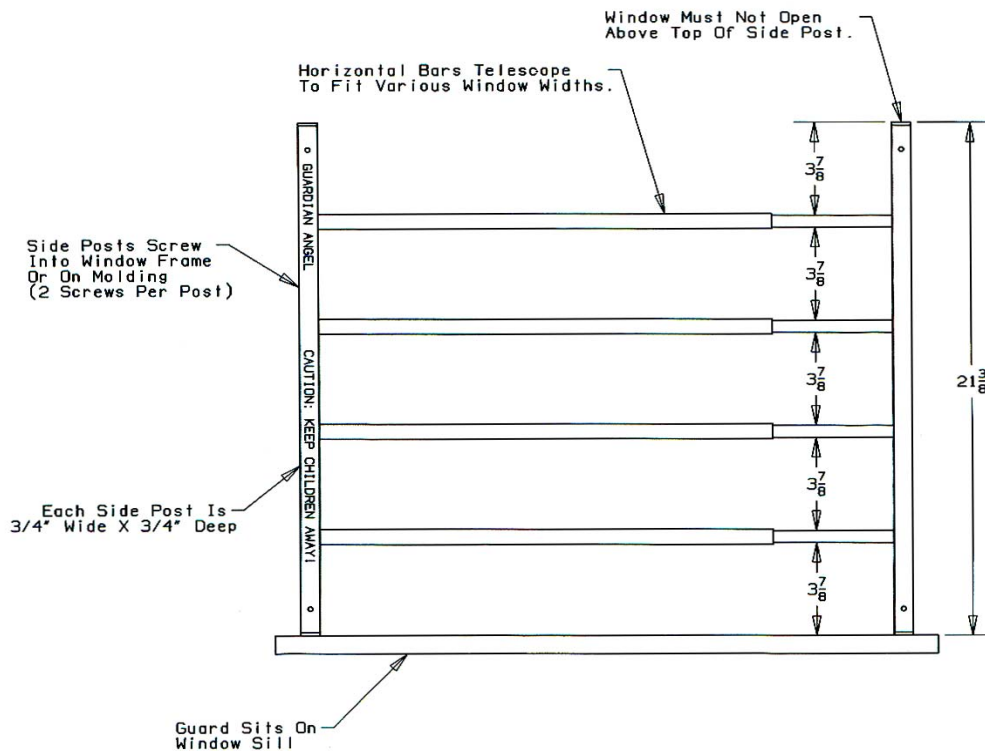 Window Must Not Open
Above Top Of Side Post.
Horizontal Bars Telescope
To Fit Various Window Widths.
3 7/8
GUARDIAN ANGEL
Side Posts Screw
Into Window Frame
Or On Molding
(2 Screws Per Post)
3 7/8
CAUTION: KEEP CHILDREN AWAY!
3 7/8
21 3/8
3 7/8
Each Side Post Is
3/4" Wide X 3/4" Deep
3 7/8
Guard Sits On
Window Sill